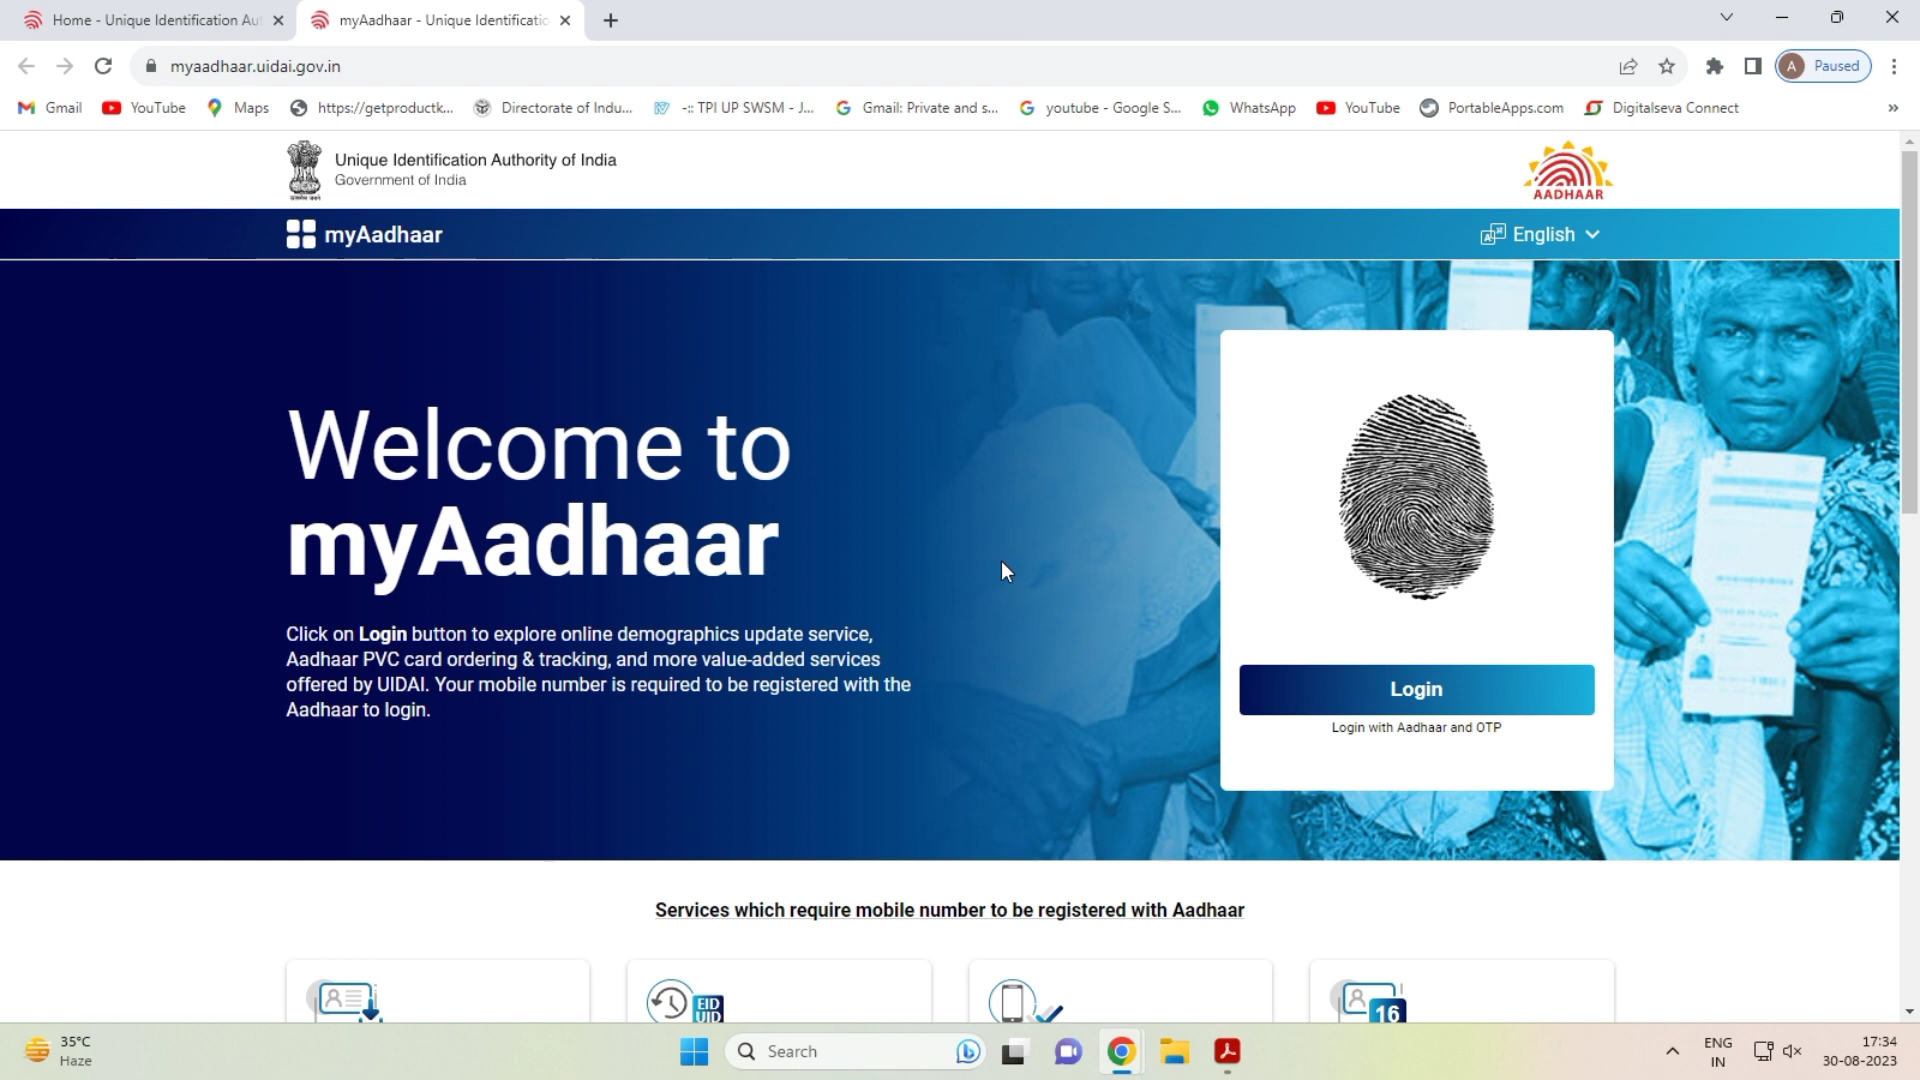 Home - Unique Identification Au
myAadhaar - Unique Identificatio
myaadhaar.uidai.gov.in
A Paused
Gmail YouTube Maps https://getproductk... Directorate of Indu... -:: TPI UP SWSM - J... Gmail: Private and s... youtube - Google S... WhatsApp YouTube PortableApps.com Digitalseva Connect »
Unique Identification Authority of India
Government of India
AADHAAR
myAadhaar
English
Welcome to
myAadhaar
Click on Login button to explore online demographics update service,
Aadhaar PVC card ordering & tracking, and more value-added services
offered by UIDAI. Your mobile number is required to be registered with the
Aadhaar to login.
Login
Login with Aadhaar and OTP
Services which require mobile number to be registered with Aadhaar
EID
UID
16
35°C
Haze
Search
ENG
IN
17:34
30-08-2023